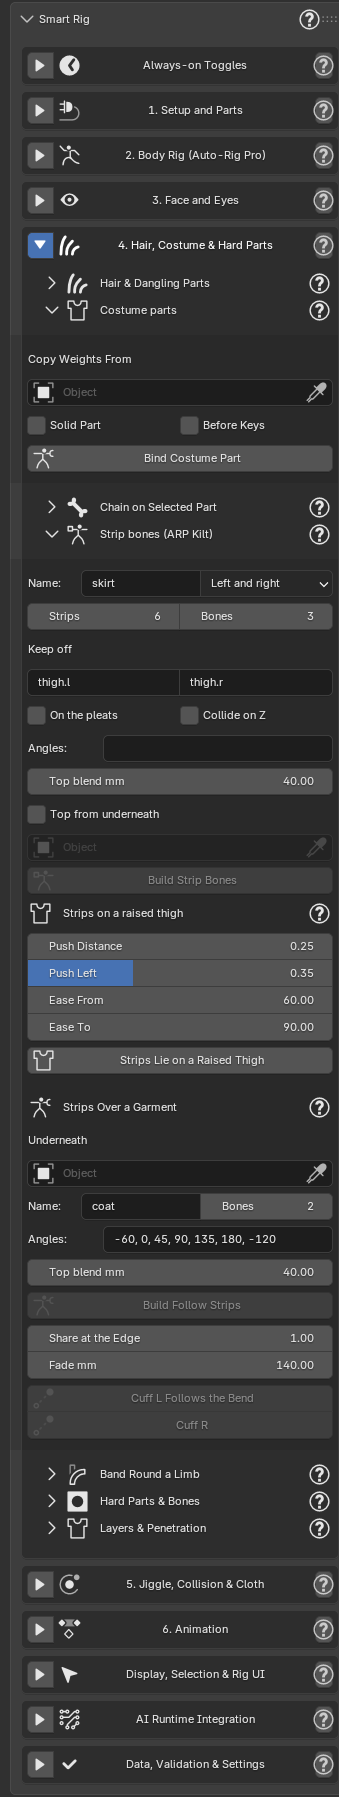 Smart Rig
Always-on Toggles
1. Setup and Parts
2. Body Rig (Auto-Rig Pro)
3. Face and Eyes
4. Hair, Costume & Hard Parts
Hair & Dangling Parts
Costume parts
Copy Weights From
Object
Solid Part Before Keys
Bind Costume Part
Chain on Selected Part
Strip bones (ARP Kilt)
Name: skirt Left and right
Strips 6 Bones 3
Keep off
thigh.l thigh.r
On the pleats Collide on Z
Angles:
Top blend mm 40.00
Top from underneath
Object
Build Strip Bones
Strips on a raised thigh
Push Distance 0.25
Push Left 0.35
Ease From 60.00
Ease To 90.00
Strips Lie on a Raised Thigh
Strips Over a Garment
Underneath
Object
Name: coat Bones 2
Angles: -60, 0, 45, 90, 135, 180, -120
Top blend mm 40.00
Build Follow Strips
Share at the Edge 1.00
Fade mm 140.00
Cuff L Follows the Bend
Cuff R
Band Round a Limb
Hard Parts & Bones
Layers & Penetration
5. Jiggle, Collision & Cloth
6. Animation
Display, Selection & Rig UI
AI Runtime Integration
Data, Validation & Settings